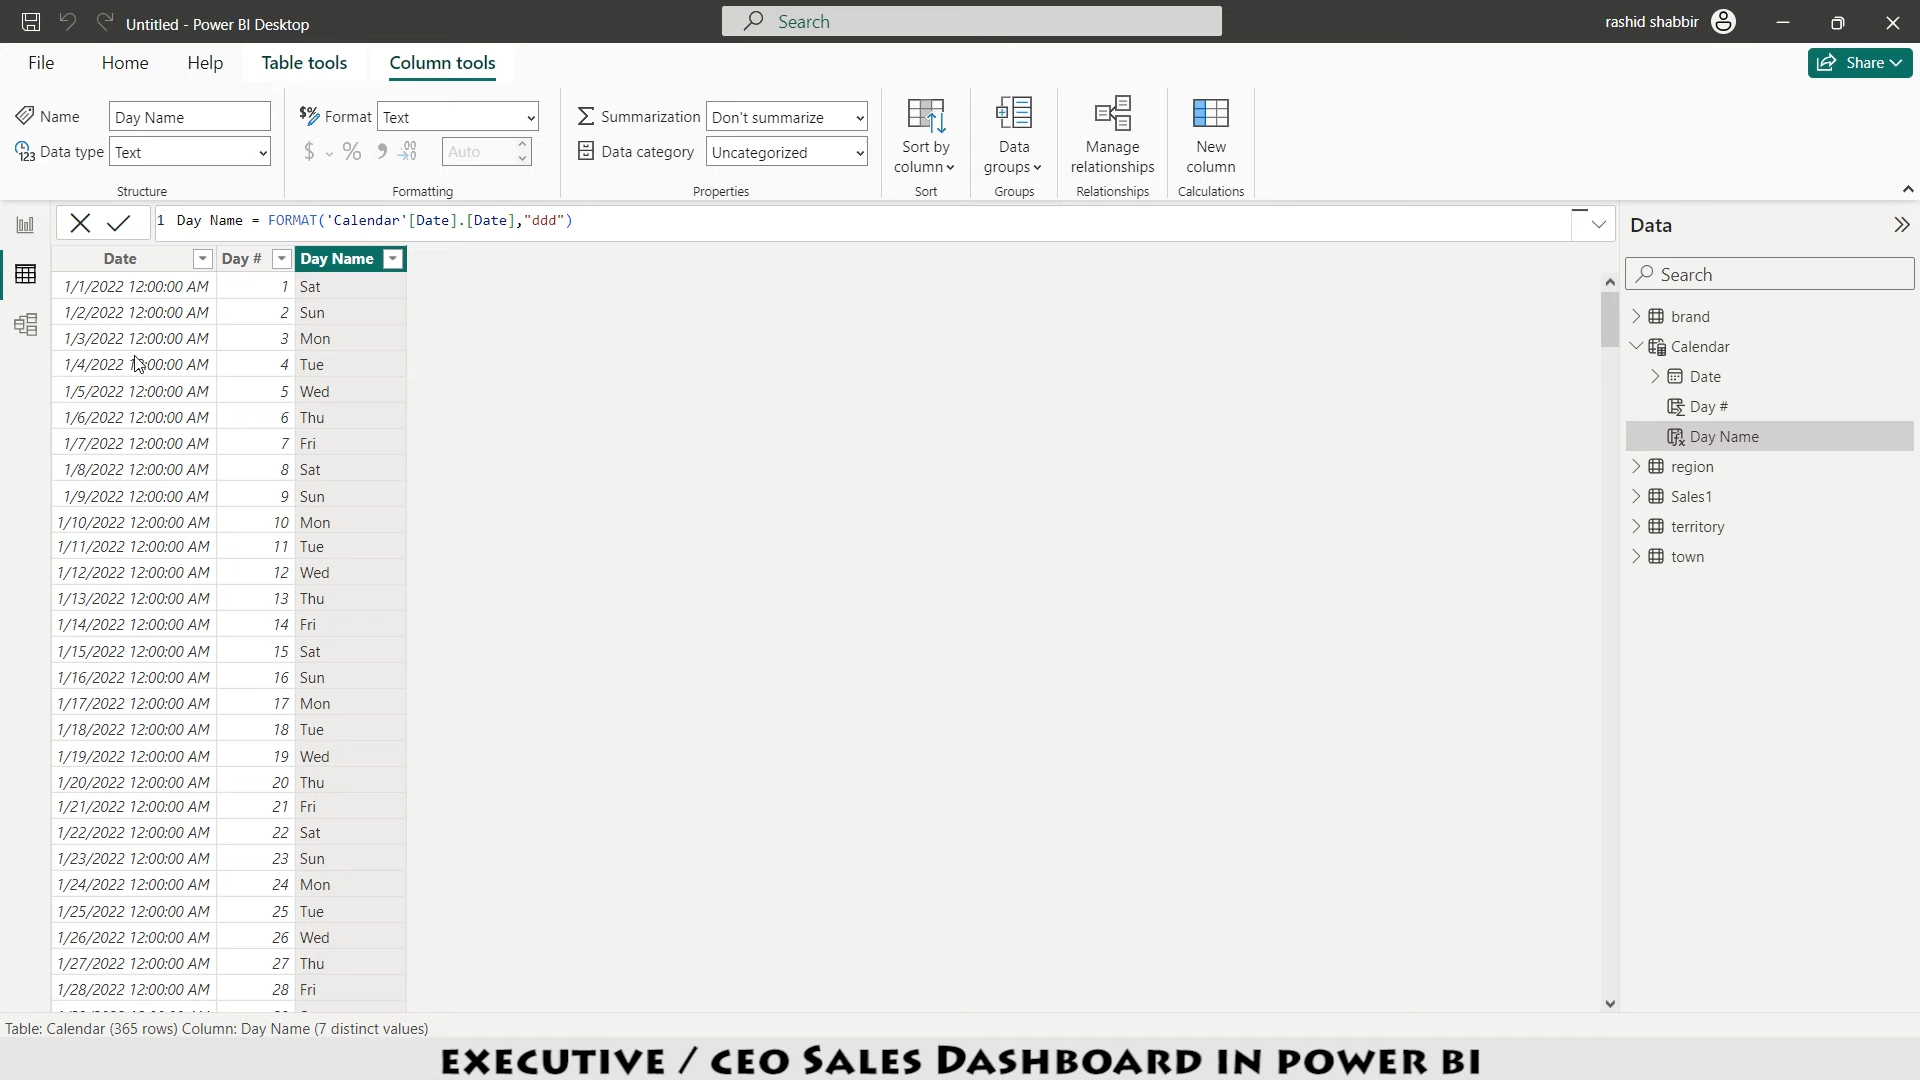 Untitled - Power BI Desktop
Search
rashid shabbir
File
Home
Help
Table tools
Column tools
Share
Name
Day Name
Format
Text
Summarization
Don't summarize
Data type
Text
Auto
Data category
Uncategorized
Sort by
column
Data
groups
Manage
relationships
New
column
Structure
Formatting
Properties
Sort
Groups
Relationships
Calculations
1 Day Name = FORMAT('Calendar'[Date].[Date],"ddd")
Data
Date Day # Day Name
1/1/2022 12:00:00 AM 1 Sat
1/2/2022 12:00:00 AM 2 Sun
1/3/2022 12:00:00 AM 3 Mon
1/4/2022 12:00:00 AM 4 Tue
1/5/2022 12:00:00 AM 5 Wed
1/6/2022 12:00:00 AM 6 Thu
1/7/2022 12:00:00 AM 7 Fri
1/8/2022 12:00:00 AM 8 Sat
1/9/2022 12:00:00 AM 9 Sun
1/10/2022 12:00:00 AM 10 Mon
1/11/2022 12:00:00 AM 11 Tue
1/12/2022 12:00:00 AM 12 Wed
1/13/2022 12:00:00 AM 13 Thu
1/14/2022 12:00:00 AM 14 Fri
1/15/2022 12:00:00 AM 15 Sat
1/16/2022 12:00:00 AM 16 Sun
1/17/2022 12:00:00 AM 17 Mon
1/18/2022 12:00:00 AM 18 Tue
1/19/2022 12:00:00 AM 19 Wed
1/20/2022 12:00:00 AM 20 Thu
1/21/2022 12:00:00 AM 21 Fri
1/22/2022 12:00:00 AM 22 Sat
1/23/2022 12:00:00 AM 23 Sun
1/24/2022 12:00:00 AM 24 Mon
1/25/2022 12:00:00 AM 25 Tue
1/26/2022 12:00:00 AM 26 Wed
1/27/2022 12:00:00 AM 27 Thu
1/28/2022 12:00:00 AM 28 Fri
Search
brand
Calendar
Date
Day #
Day Name
region
Sales1
territory
town
Table: Calendar (365 rows) Column: Day Name (7 distinct values)
EXECUTIVE / CEO SALES DASHBOARD IN POWER BI